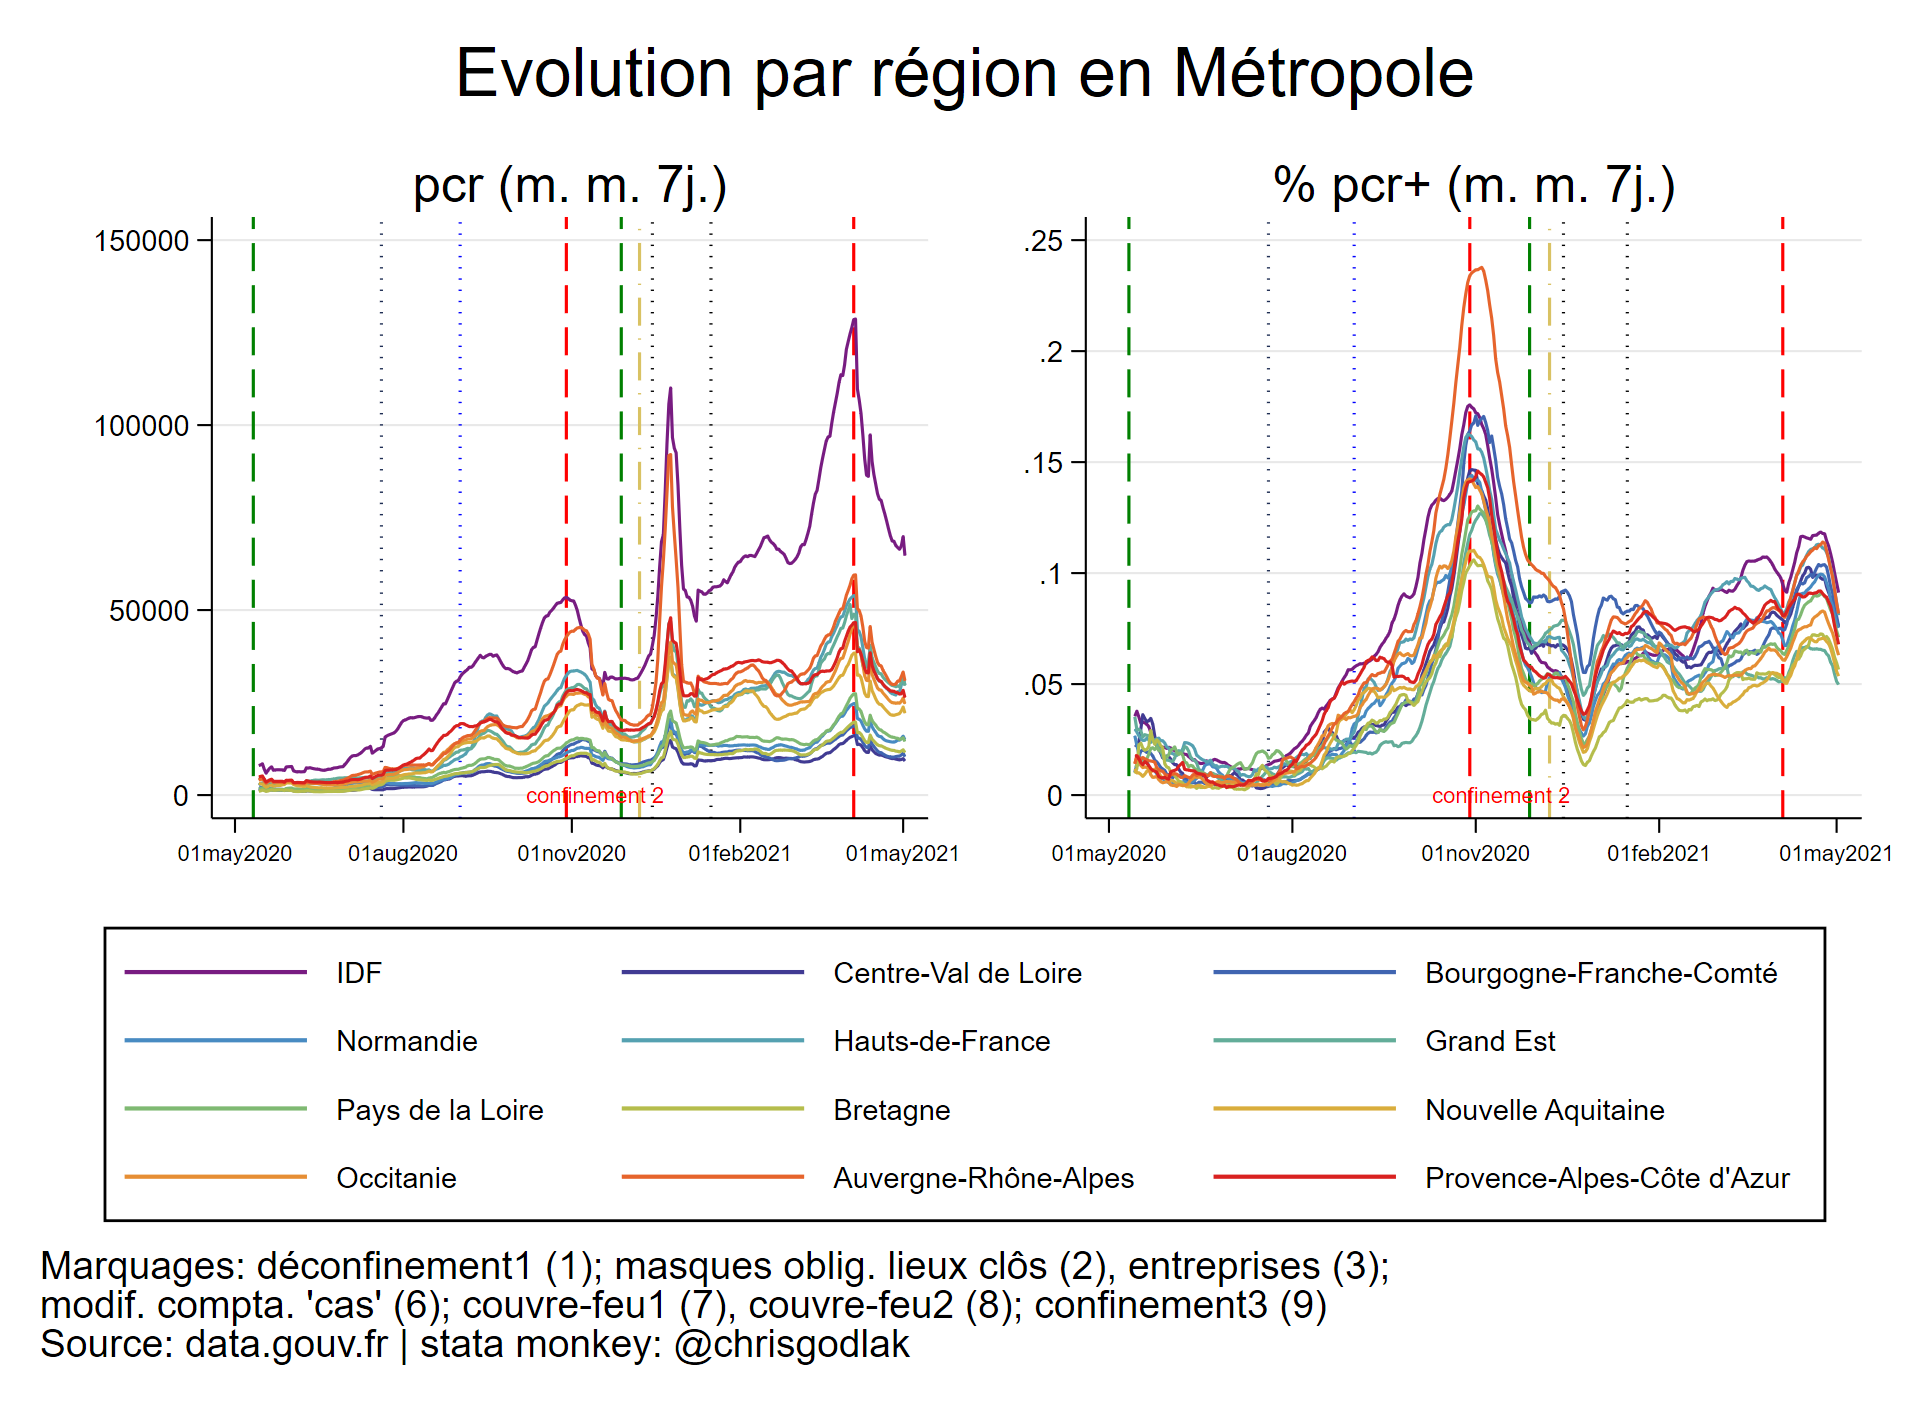 Evolution par région en Métropole
pcr (m. m. 7j.)
150000
100000
50000
0
confinement 2
01may2020
01aug2020
01nov2020
01feb2021
01may2021
% pcr+ (m. m. 7j.)
.25
.2
.15
.1
.05
0
confinement 2
01may2020
01aug2020
01nov2020
01feb2021
01may2021
IDF
Centre-Val de Loire
Bourgogne-Franche-Comté
Normandie
Hauts-de-France
Grand Est
Pays de la Loire
Bretagne
Nouvelle Aquitaine
Occitanie
Auvergne-Rhône-Alpes
Provence-Alpes-Côte d'Azur
Marquages: déconfinement1 (1); masques oblig. lieux clôs (2), entreprises (3);
modif. compta. 'cas' (6); couvre-feu1 (7), couvre-feu2 (8); confinement3 (9)
Source: data.gouv.fr | stata monkey: @chrisgodlak